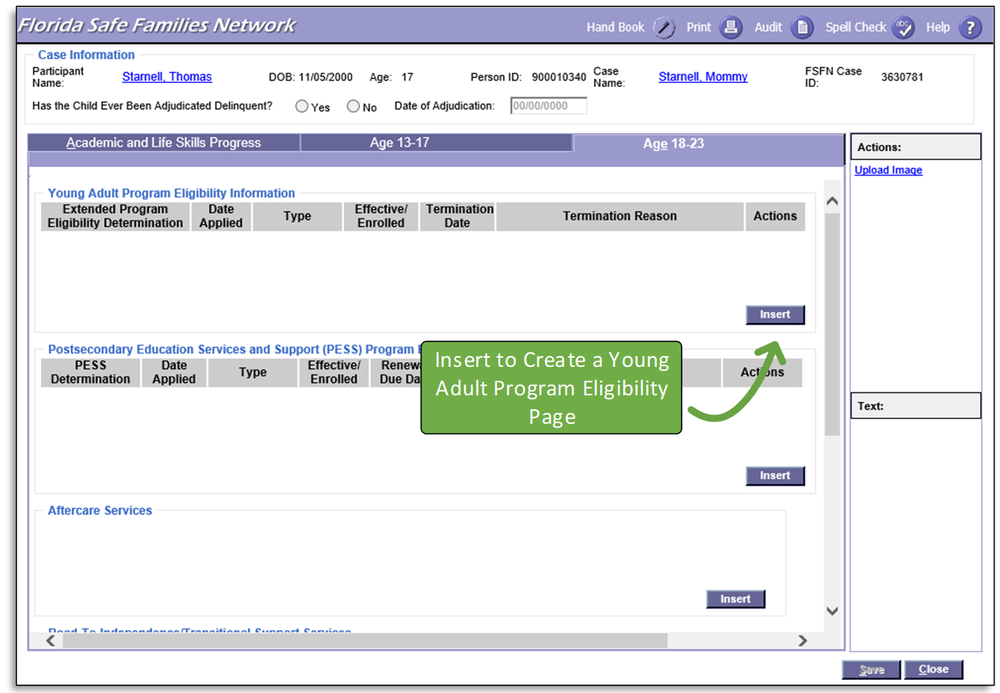 Florida Safe Families Network
Hand Book Print Audit Spell Check abc Help ?
Case Information
Participant Name: Starnell, Thomas DOB: 11/05/2000 Age: 17 Person ID: 900010340 Case Name: Starnell, Mommy FSFN Case ID: 3630781
Has the Child Ever Been Adjudicated Delinquent? Yes No Date of Adjudication: 00/00/0000
Academic and Life Skills Progress Age 13-17 Age 18-23
Actions:
Upload Image
Young Adult Program Eligibility Information
Extended Program Eligibility Determination Date Applied Type Effective/ Enrolled Termination Date Termination Reason Actions
Insert
Postsecondary Education Services and Support (PESS) Program
PESS Determination Date Applied Type Effective/ Enrolled Renew Due Da Actions
Insert to Create a Young
Adult Program Eligibility
Page
Text:
Insert
Aftercare Services
Insert
Road To Independence/Transitional Support Services
Save Close